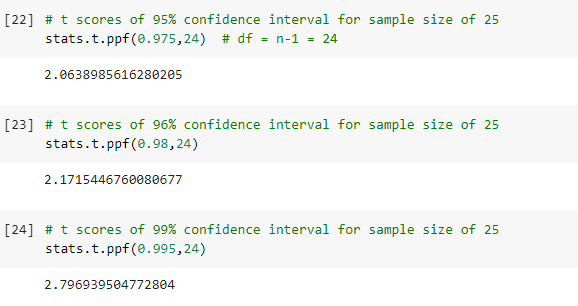 [22] # t scores of 95% confidence interval for sample size of 25
stats.t.ppf(0.975,24)  # df = n-1 = 24
2.0638985616280205
[23] # t scores of 96% confidence interval for sample size of 25
stats.t.ppf(0.98,24)
2.1715446760080677
[24] # t scores of 99% confidence interval for sample size of 25
stats.t.ppf(0.995,24)
2.796939504772804